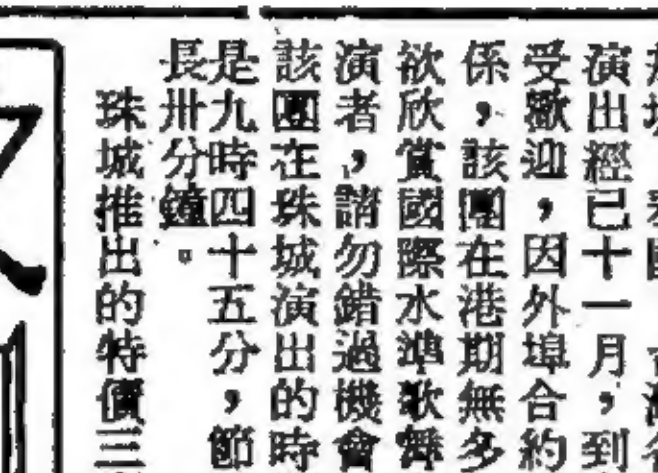 演出經已十一月,到
受歡迎,因外埠合約
係,該團在港期無多
欲欣賞國際水準歌舞
演者,請勿錯過機會
該團在珠城演出的時
是九時四十五分,節
長卅分鐘。
珠城推出的特價三